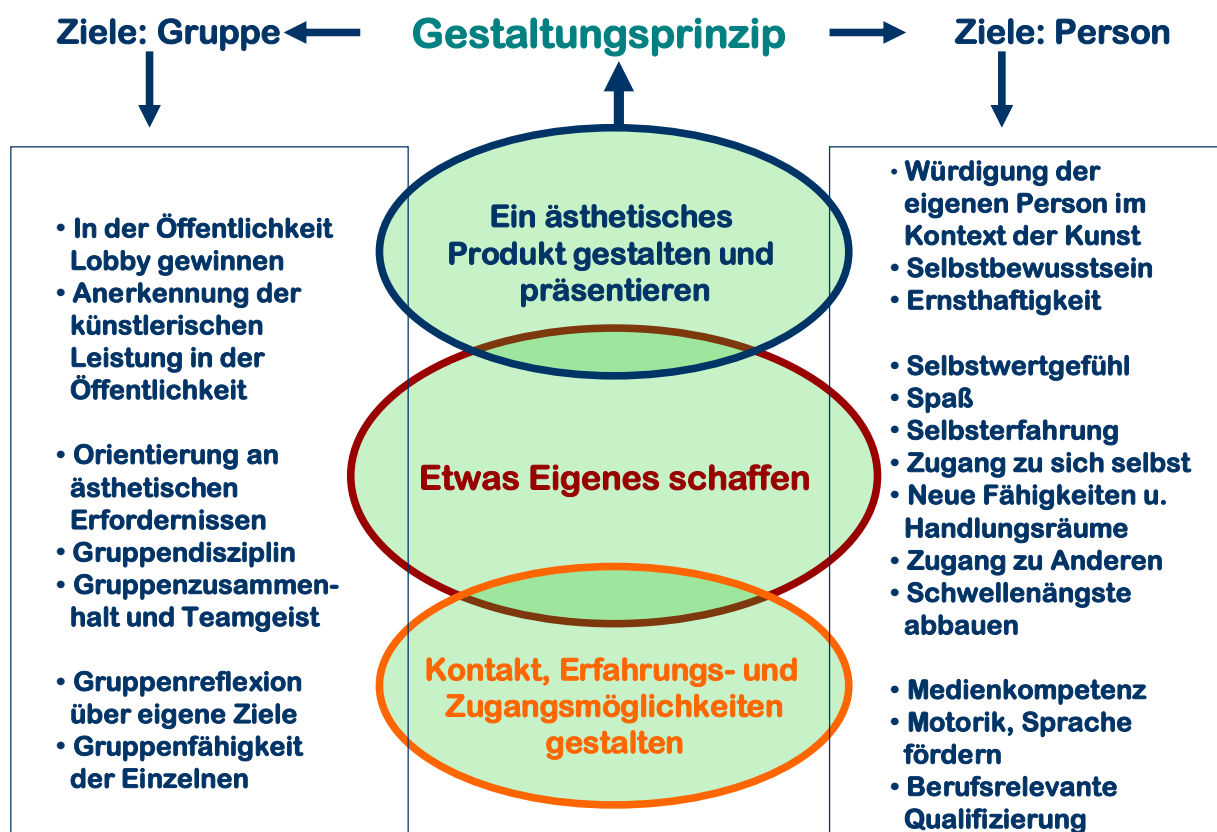 Ziele: Gruppe
Gestaltungsprinzip
Ziele: Person
• In der Öffentlichkeit
Lobby gewinnen
• Anerkennung der
künstlerischen
Leistung in der
Öffentlichkeit
• Orientierung an
ästhetischen
Erfordernissen
• Gruppendisziplin
• Gruppenzusammen-
halt und Teamgeist
• Gruppenreflexion
über eigene Ziele
• Gruppenfähigkeit
der Einzelnen
Ein ästhetisches
Produkt gestalten und
präsentieren
Etwas Eigenes schaffen
Kontakt, Erfahrungs- und
Zugangsmöglichkeiten
gestalten
• Würdigung der
eigenen Person im
Kontext der Kunst
• Selbstbewusstsein
• Ernsthaftigkeit
• Selbstwertgefühl
• Spaß
• Selbsterfahrung
• Zugang zu sich selbst
• Neue Fähigkeiten u.
Handlungsräume
• Zugang zu Anderen
• Schwellenängste
abbauen
• Medienkompetenz
• Motorik, Sprache
fördern
• Berufsrelevante
Qualifizierung